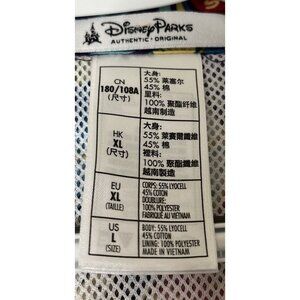 Disney Parks
AUTHENTIC • ORIGINAL
CN
180/108A
(尺寸)
大身:
55% 莱赛尔
45% 棉
里料:
100% 聚酯纤维
越南制造
HK
XL
(尺寸)
大身:
55% 萊賽爾纖維
45% 棉
裡料:
100% 聚酯纖維
越南製造
EU
XL
(TAILLE)
CORPS: 55% LYOCELL
45% COTON
DOUBLURE:
100% POLYESTER
FABRIQUÉ AU VIETNAM
US
L
(SIZE)
BODY: 55% LYOCELL
45% COTTON
LINING: 100% POLYESTER
MADE IN VIETNAM